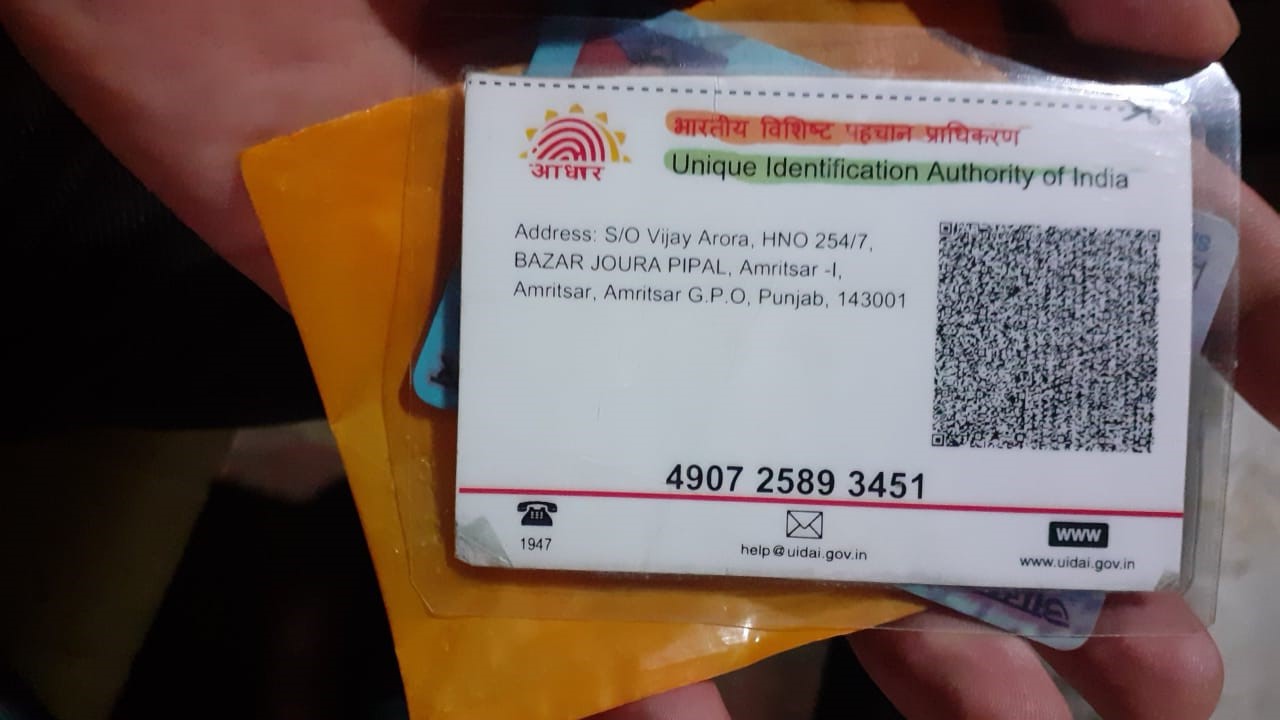 आधार
भारतीय विशिष्ट पहचान प्राधिकरण
Unique Identification Authority of India
Address: S/O Vijay Arora, HNO 254/7,
BAZAR JOURA PIPAL, Amritsar -I,
Amritsar, Amritsar G.P.O, Punjab, 143001
4907 2589 3451
1947
help@uidai.gov.in
WWW
www.uidai.gov.in